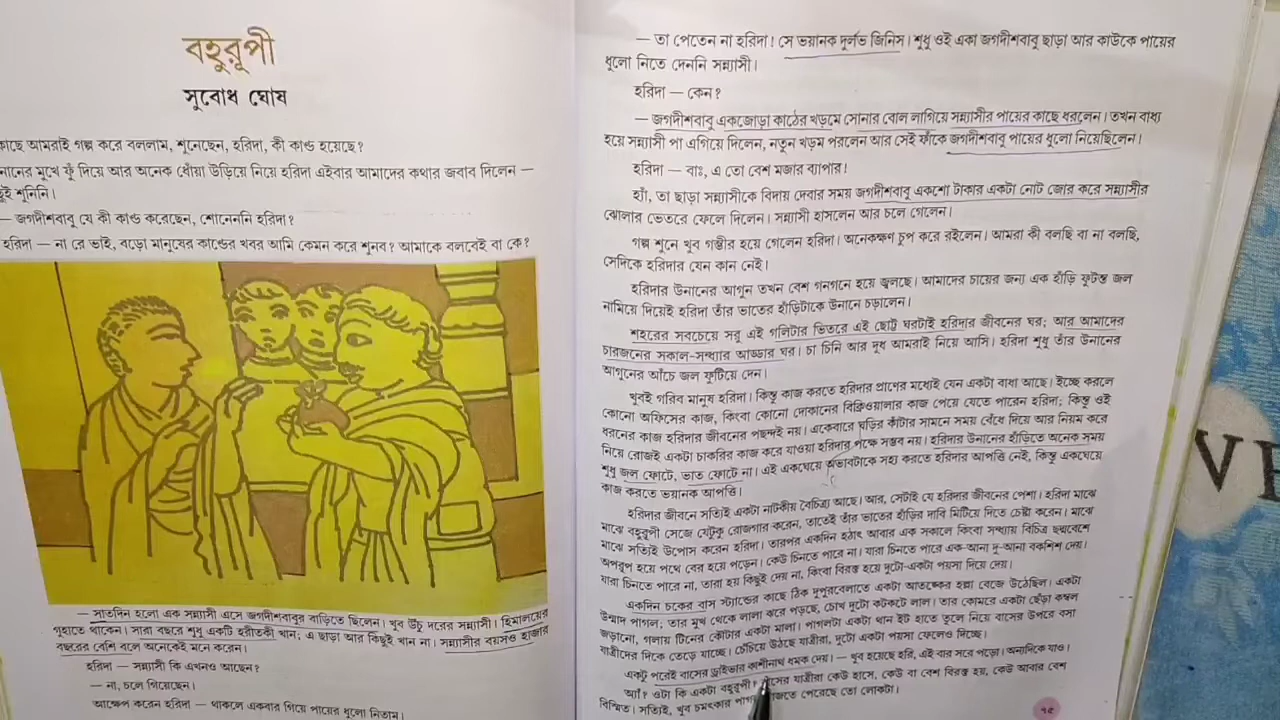 বহুরূপী
সুবোধ ঘোষ
কাছে আমরাই গল্প করে বললাম, শুনেছেন, হরিদা, কী কাণ্ড হয়েছে?
নানের মুখে ফুঁ দিয়ে আর অনেক ধোঁয়া উড়িয়ে নিয়ে হরিদা এইবার আমাদের কথার জবাব দিলেন —
ছুই শুনিনি।
— জগদীশবাবু যে কী কাণ্ড করেছেন, শোনেননি হরিদা?
হরিদা — না রে ভাই, বড়ো মানুষের কাণ্ডের খবর আমি কেমন করে শুনব? আমাকে বলবেই বা কে?
— সাতদিন হলো এক সন্ন্যাসী এসে জগদীশবাবুর বাড়িতে ছিলেন। খুব উঁচু দরের সন্ন্যাসী। হিমালয়ের
গুহাতে থাকেন। সারা বছরে শুধু একটি হরীতকী খান; এ ছাড়া আর কিছুই খান না। সন্ন্যাসীর বয়সও হাজার
বছরের বেশি বলে অনেকেই মনে করেন।
হরিদা — সন্ন্যাসী কি এখনও আছেন?
— না, চলে গিয়েছেন।
আক্ষেপ করেন হরিদা — থাকলে একবার গিয়ে পায়ের ধুলো নিতাম।
— তা পেতেন না হরিদা! সে ভয়ানক দুর্লভ জিনিস। শুধু ওই একা জগদীশবাবু ছাড়া আর কাউকে পায়ের
ধুলো নিতে দেননি সন্ন্যাসী।
হরিদা — কেন?
— জগদীশবাবু একজোড়া কাঠের খড়মে সোনার বোল লাগিয়ে সন্ন্যাসীর পায়ের কাছে ধরলেন। তখন বাধ্য
হয়ে সন্ন্যাসী পা এগিয়ে দিলেন, নতুন খড়ম পরলেন আর সেই ফাঁকে জগদীশবাবু পায়ের ধুলো নিয়েছিলেন।
হরিদা — বাঃ, এ তো বেশ মজার ব্যাপার!
হ্যাঁ, তা ছাড়া সন্ন্যাসীকে বিদায় দেবার সময় জগদীশবাবু একশো টাকার একটা নোট জোর করে সন্ন্যাসীর
ঝোলার ভেতরে ফেলে দিলেন। সন্ন্যাসী হাসলেন আর চলে গেলেন।
গল্প শুনে খুব গম্ভীর হয়ে গেলেন হরিদা। অনেকক্ষণ চুপ করে রইলেন। আমরা কী বলছি বা না বলছি,
সেদিকে হরিদার যেন কান নেই।
হরিদার উনানের আগুন তখন বেশ গনগনে হয়ে জ্বলছে। আমাদের চায়ের জন্য এক হাঁড়ি ফুটন্ত জল
নামিয়ে দিয়েই হরিদা তাঁর ভাতের হাঁড়িটাকে উনানে চড়ালেন।
শহরের সবচেয়ে সরু এই গলিটার ভিতরে এই ছোট্ট ঘরটাই হরিদার জীবনের ঘর; আর আমাদের
চারজনের সকাল-সন্ধ্যার আড্ডার ঘর। চা চিনি আর দুধ আমরাই নিয়ে আসি। হরিদা শুধু তাঁর উনানের
আগুনের আঁচে জল ফুটিয়ে দেন।
খুবই গরিব মানুষ হরিদা। কিন্তু কাজ করতে হরিদার প্রাণের মধ্যেই যেন একটা বাধা আছে। ইচ্ছে করলে
কোনো অফিসের কাজ, কিংবা কোনো দোকানের বিক্রিওয়ালার কাজ পেয়ে যেতে পারেন হরিদা; কিন্তু ওই
ধরনের কাজ হরিদার জীবনের পছন্দই নয়। একেবারে ঘড়ির কাঁটার সামনে সময় বেঁধে দিয়ে আর নিয়ম করে
নিয়ে রোজই একটা চাকরির কাজ করে যাওয়া হরিদার পক্ষে সম্ভব নয়। হরিদার উনানের হাঁড়িতে অনেক সময়
শুধু জল ফোটে, ভাত ফোটে না। এই একঘেয়ে অভাবটাকে সহ্য করতে হরিদার আপত্তি নেই, কিন্তু একঘেয়ে
কাজ করতে ভয়ানক আপত্তি।
হরিদার জীবনে সত্যিই একটা নাটকীয় বৈচিত্র্য আছে। আর, সেটাই যে হরিদার জীবনের পেশা। হরিদা মাঝে
মাঝে বহুরূপী সেজে যেটুকু রোজগার করেন, তাতেই তাঁর ভাতের হাঁড়ির দাবি মিটিয়ে দিতে চেষ্টা করেন। মাঝে
মাঝে সত্যিই উপোস করেন হরিদা। তারপর একদিন হঠাৎ আবার এক সকালে কিংবা সন্ধ্যায় বিচিত্র ছদ্মবেশে
অপরূপ হয়ে পথে বের হয়ে পড়েন। কেউ চিনতে পারে না। যারা চিনতে পারে এক-আনা দু-আনা বকশিশ দেয়।
যারা চিনতে পারে না, তারা হয় কিছুই দেয় না, কিংবা বিরক্ত হয়ে দুটো-একটা পয়সা দিয়ে দেয়।
একদিন চকের বাস স্ট্যান্ডের কাছে ঠিক দুপুরবেলাতে একটা আতঙ্কের হল্লা বেজে উঠেছিল। একটা
উন্মাদ পাগল; তার মুখ থেকে লালা ঝরে পড়ছে, চোখ দুটো কটকটে লাল। তার কোমরে একটা ছেঁড়া কম্বল
জড়ানো, গলায় টিনের কৌটার একটা মালা। পাগলটা একটা থান ইট হাতে তুলে নিয়ে বাসের উপরে বসা
যাত্রীদের দিকে তেড়ে যাচ্ছে। চেঁচিয়ে উঠছে যাত্রীরা, দুটো একটা পয়সা ফেলেও দিচ্ছে।
একটু পরেই বাসের ড্রাইভার কাশীনাথ ধমক দেয়। — খুব হয়েছে হরি, এই বার সরে পড়ো। অন্যদিকে যাও।
অ্যাঁ? ওটা কি একটা বহুরূপী? বাসের যাত্রীরা কেউ হাসে, কেউ বা বেশ বিরক্ত হয়, কেউ আবার বেশ
বিস্মিত। সত্যিই, খুব চমৎকার পাগল সাজতে পেরেছে তো লোকটা।
৭৫